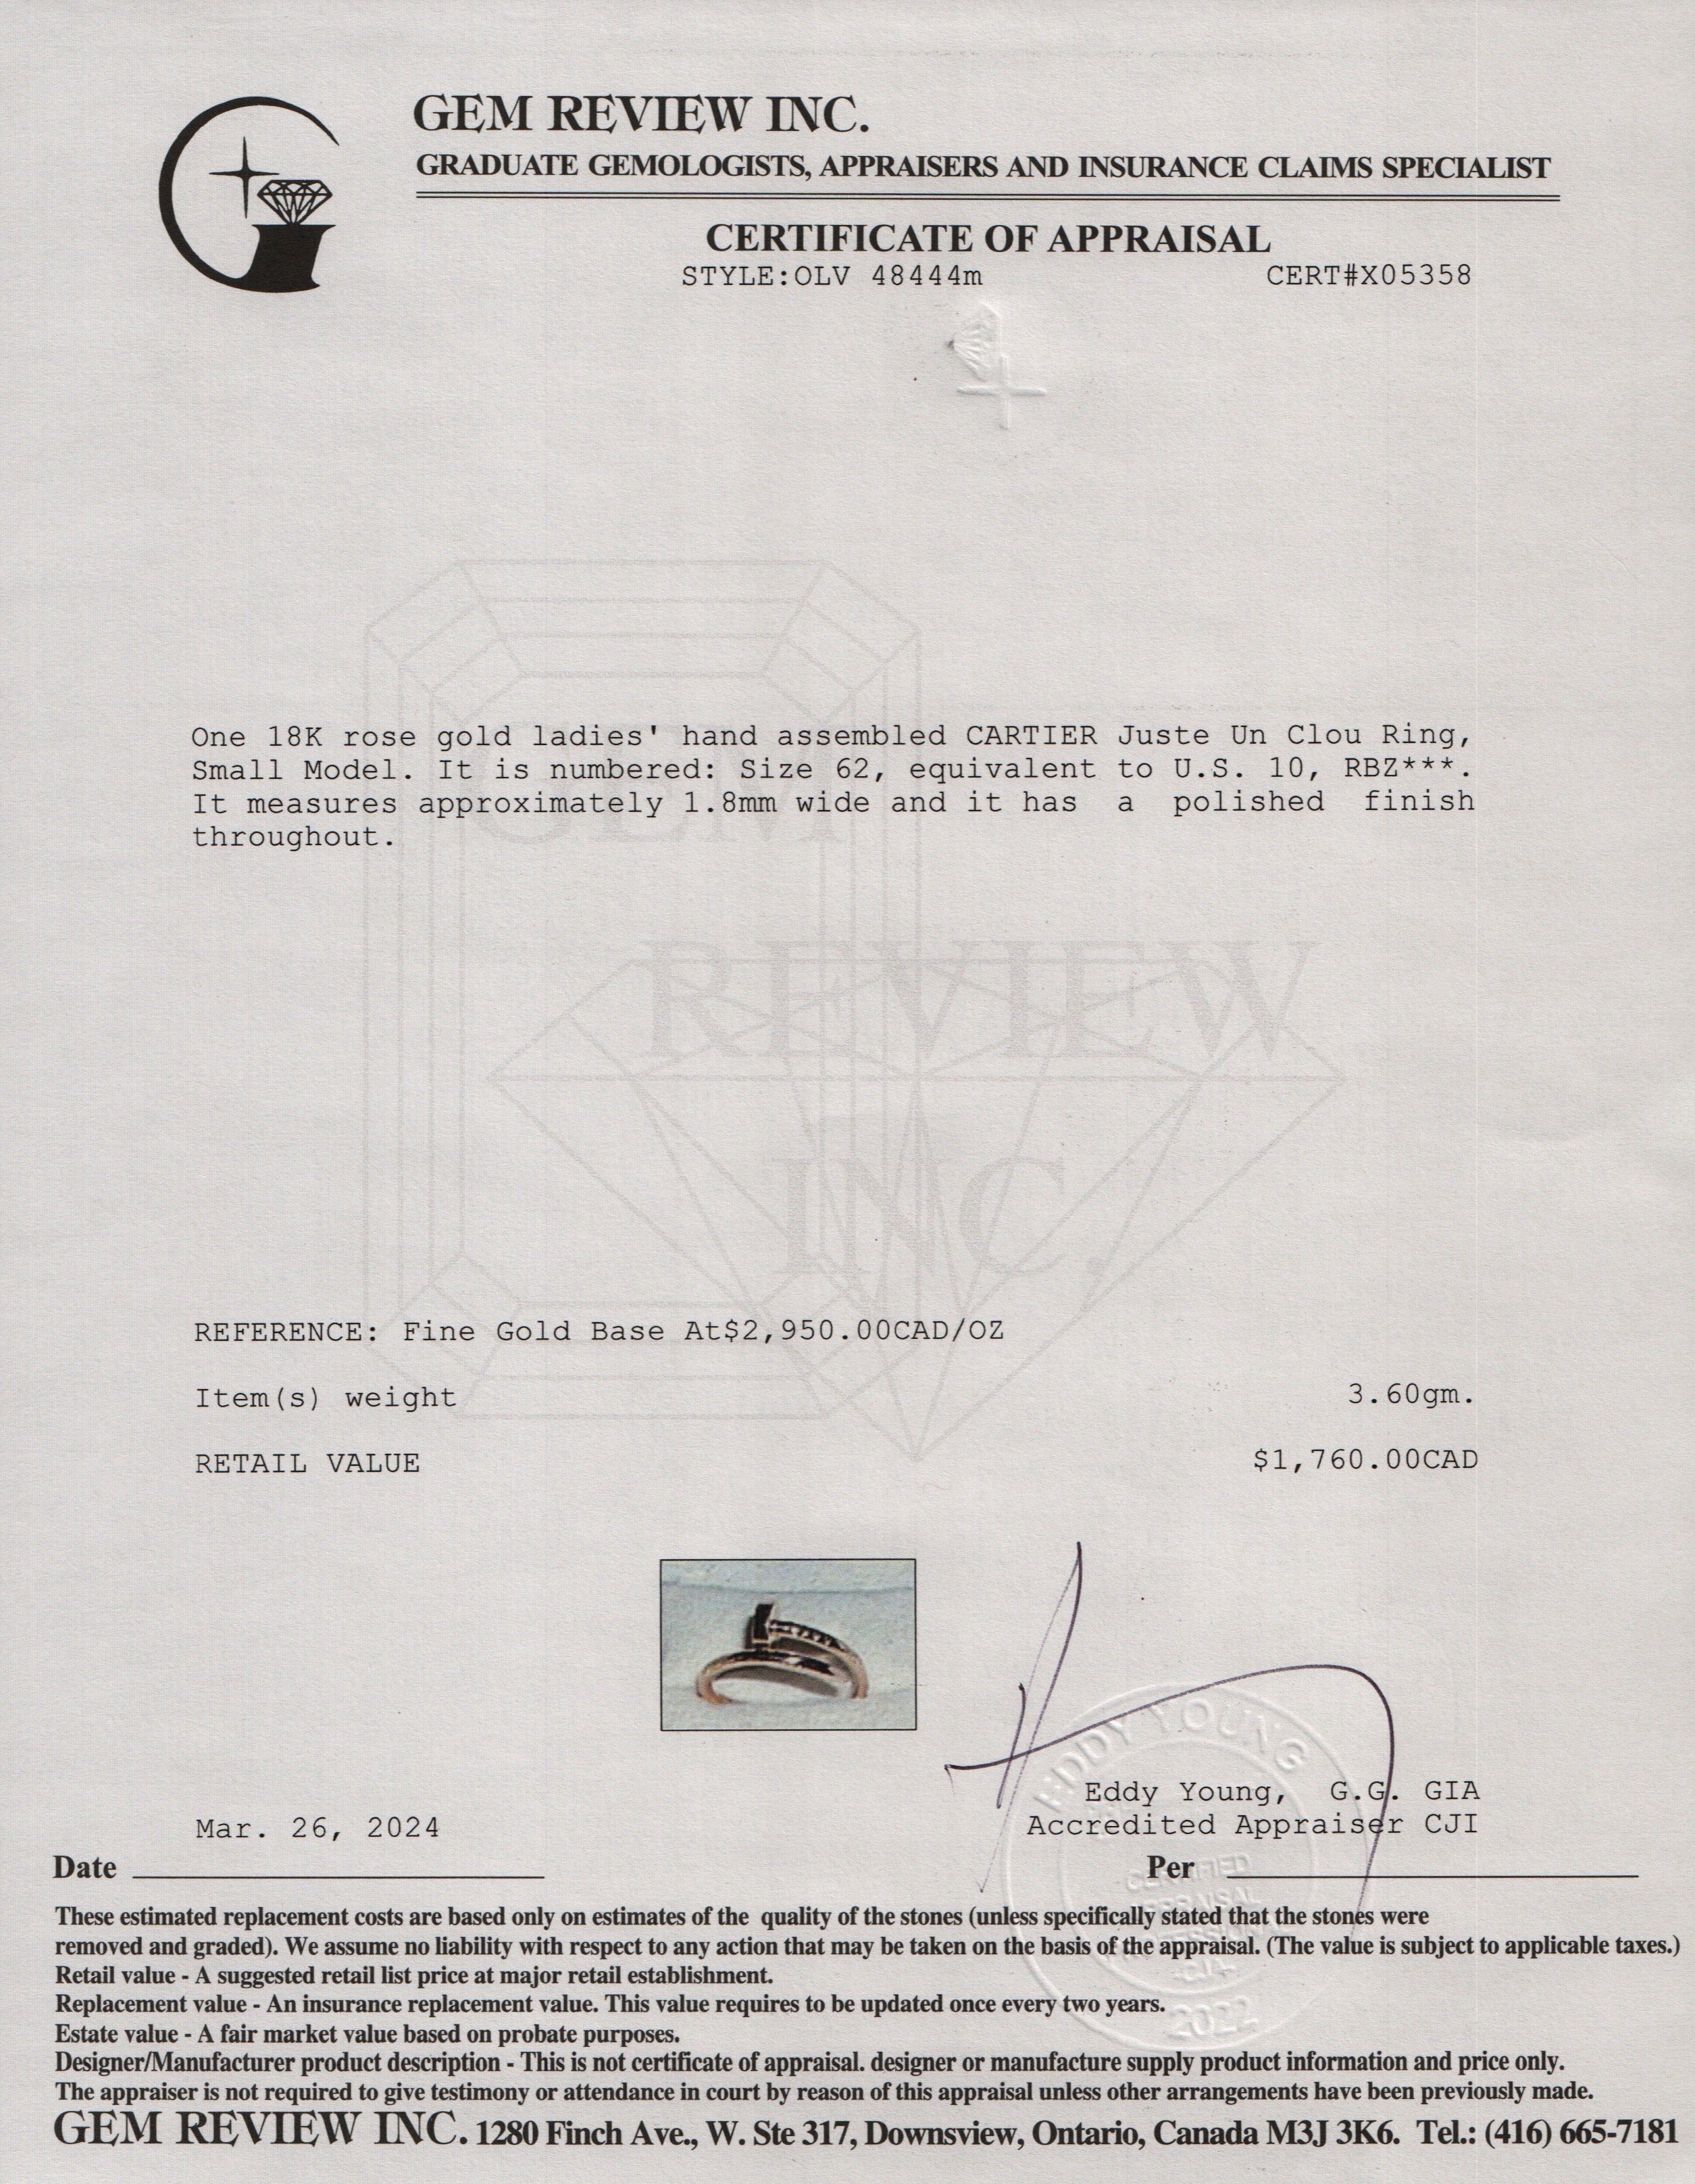 GEM REVIEW INC.
GRADUATE GEMOLOGISTS, APPRAISERS AND INSURANCE CLAIMS SPECIALIST
CERTIFICATE OF APPRAISAL
STYLE:OLV 48444m CERT#X05358
One 18K rose gold ladies' hand assembled CARTIER Juste Un Clou Ring,
Small Model. It is numbered: Size 62, equivalent to U.S. 10, RBZ***.
It measures approximately 1.8mm wide and it has a polished finish
throughout.
GEM
REVIEW
INC.
REFERENCE: Fine Gold Base At$2,950.00CAD/OZ
Item(s) weight 3.60gm.
RETAIL VALUE $1,760.00CAD
EDDY YOUNG
Eddy Young, G.G. GIA
Accredited Appraiser CJI
Mar. 26, 2024
Date
Per
CERTIFIED
APPRAISAL
2022
These estimated replacement costs are based only on estimates of the quality of the stones (unless specifically stated that the stones were
removed and graded). We assume no liability with respect to any action that may be taken on the basis of the appraisal. (The value is subject to applicable taxes.)
Retail value - A suggested retail list price at major retail establishment.
Replacement value - An insurance replacement value. This value requires to be updated once every two years.
Estate value - A fair market value based on probate purposes.
Designer/Manufacturer product description - This is not certificate of appraisal. designer or manufacture supply product information and price only.
The appraiser is not required to give testimony or attendance in court by reason of this appraisal unless other arrangements have been previously made.
GEM REVIEW INC. 1280 Finch Ave., W. Ste 317, Downsview, Ontario, Canada M3J 3K6. Tel.: (416) 665-7181